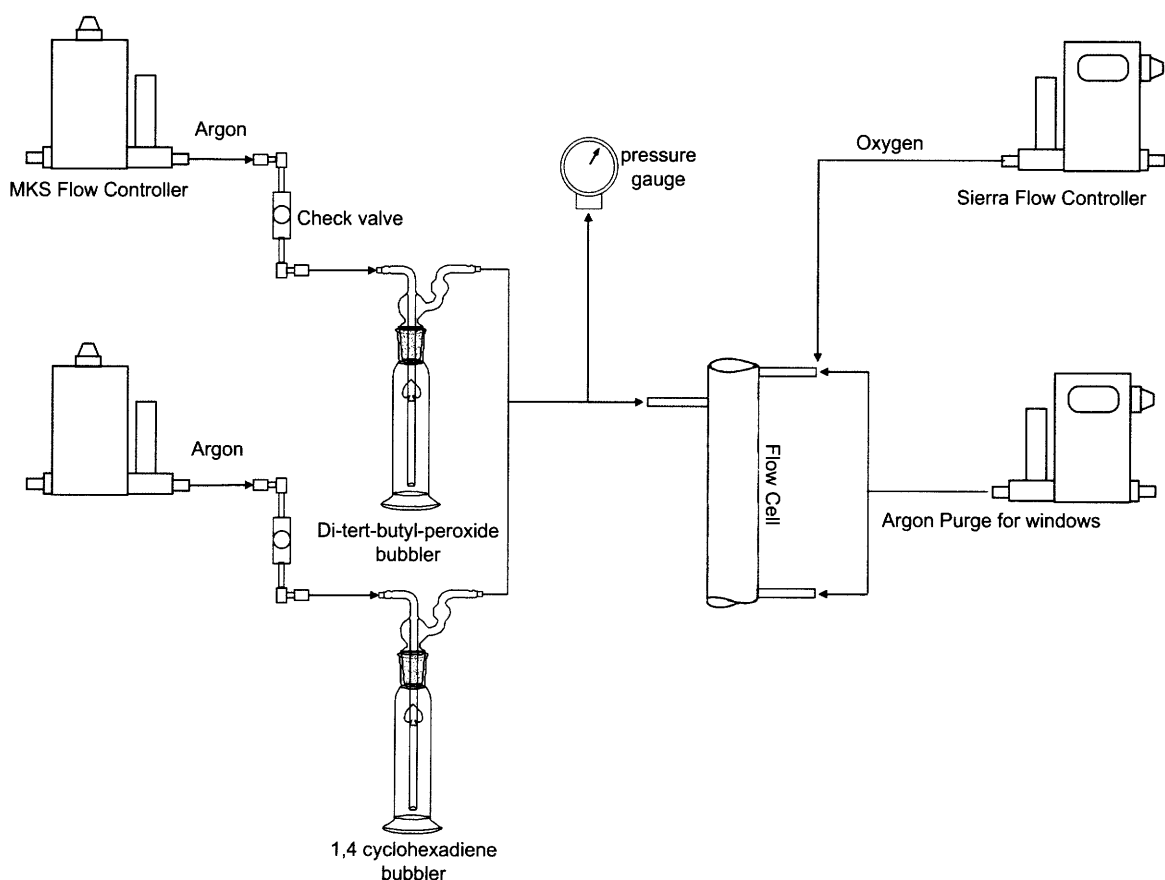 Argon
MKS Flow Controller
Check valve
pressure
gauge
Oxygen
Sierra Flow Controller
Argon
Di-tert-butyl-peroxide
bubbler
Flow Cell
Argon Purge for windows
1,4 cyclohexadiene
bubbler